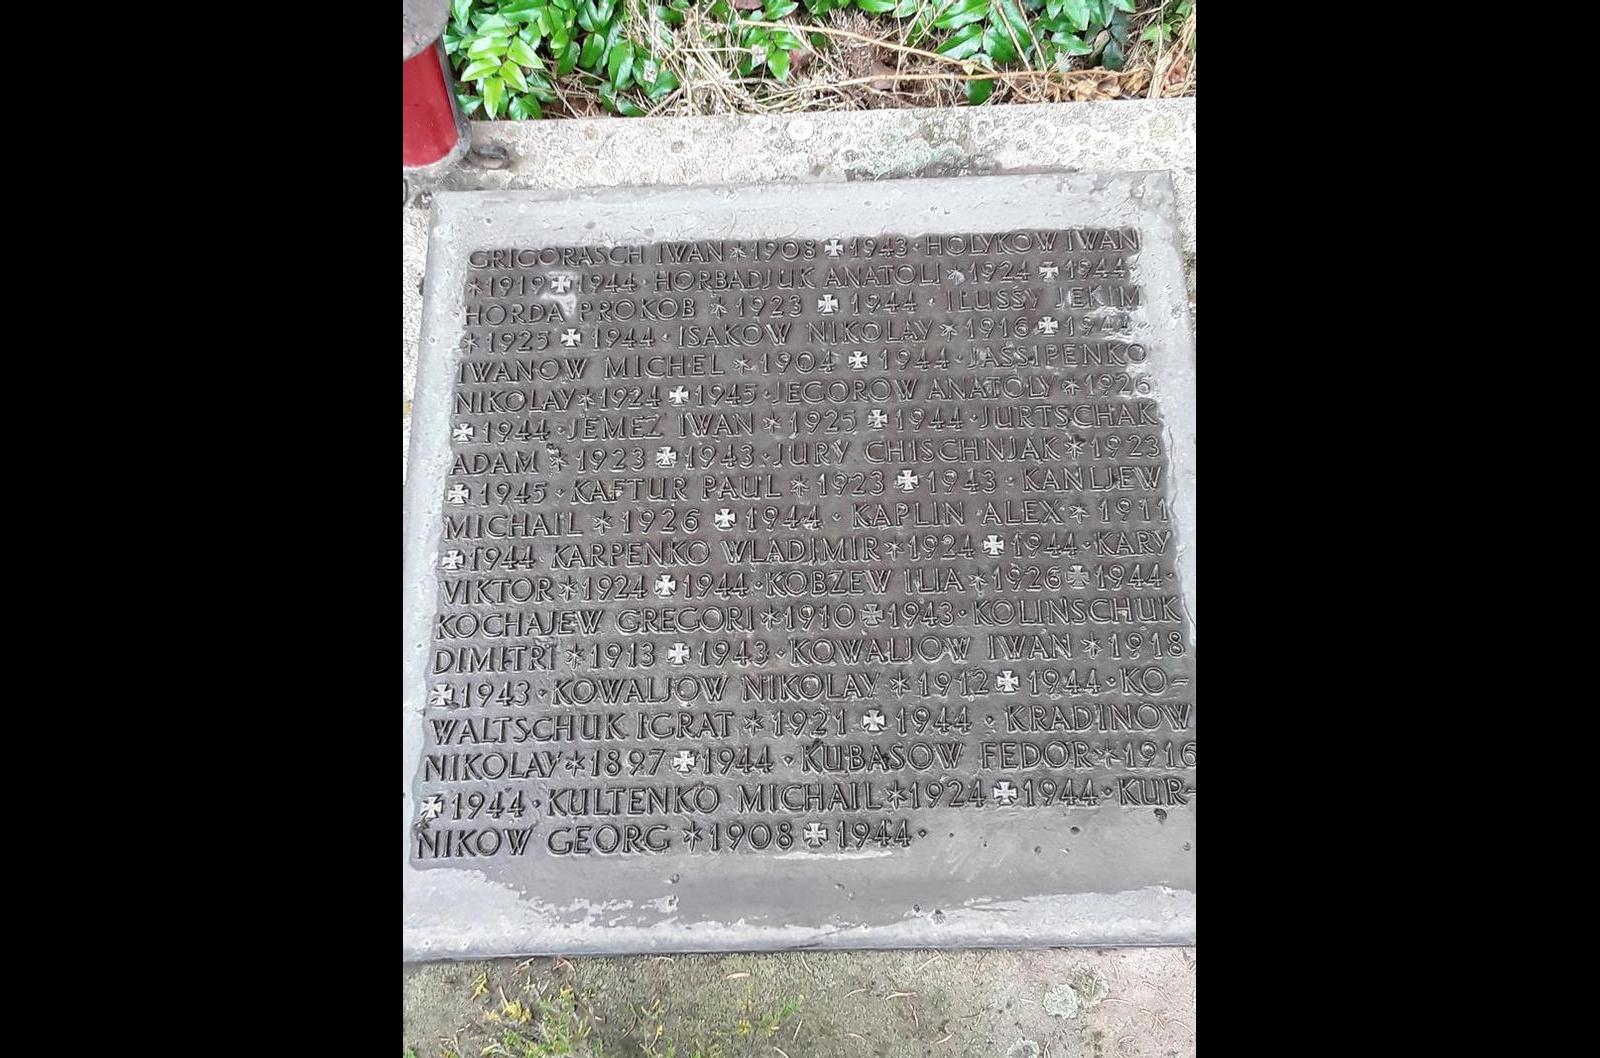 GRIGORASCH IWAN * 1908 ✠ 1943 · HOLYKOW IWAN
* 1919 ✠ 1944 · HORBADJUK ANATOLI * 1924 ✠ 1944 ·
HORDA PROKOB * 1923 ✠ 1944 · ILUSSY JEKIM
* 1925 ✠ 1944 · ISAKOW NIKOLAY * 1916 ✠ 1944 ·
IWANOW MICHEL * 1904 ✠ 1944 · JASSIPENKO
NIKOLAY * 1924 ✠ 1945 · JEGOROW ANATOLY * 1926
✠ 1944 · JEMEZ IWAN * 1925 ✠ 1944 · JURTSCHAK
ADAM * 1923 ✠ 1943 · JURY CHISCHNJAK * 1923
✠ 1945 · KAFTUR PAUL * 1923 ✠ 1943 · KANLJEW
MICHAIL * 1926 ✠ 1944 · KAPLIN ALEX * 1911
✠ 1944 KARPENKO WLADIMIR * 1924 ✠ 1944 · KARY
VIKTOR * 1924 ✠ 1944 · KOBZEW ILIA * 1926 ✠ 1944 ·
KOCHAJEW GREGORI * 1910 ✠ 1943 · KOLINSCHUK
DIMITRI * 1913 ✠ 1943 · KOWALJOW IWAN * 1918
✠ 1943 · KOWALJOW NIKOLAY * 1912 ✠ 1944 · KO-
WALTSCHUK IGRAT * 1921 ✠ 1944 · KRADINOW
NIKOLAY * 1897 ✠ 1944 · KUBASOW FEDOR * 1916
✠ 1944 · KULTENKO MICHAIL * 1924 ✠ 1944 · KUR-
NIKOW GEORG * 1908 ✠ 1944 ·